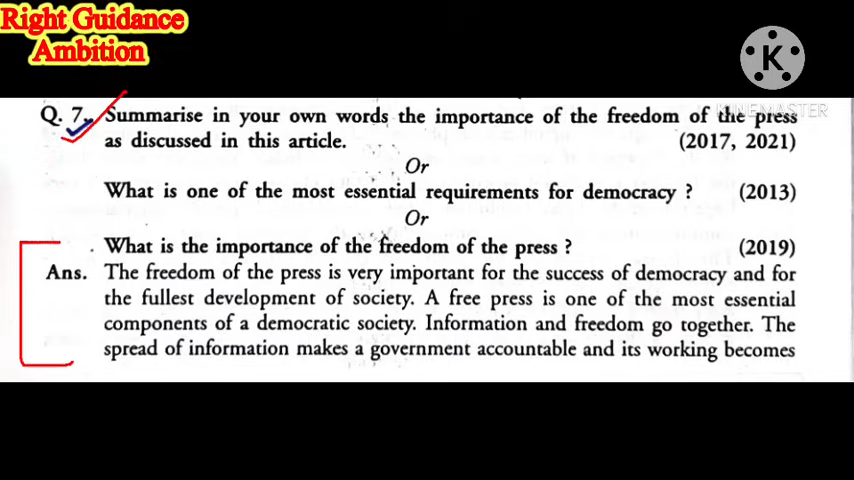 Right Guidance
Ambition
K
KINEMASTER
Q. 7. Summarise in your own words the importance of the freedom of the press
as discussed in this article. (2017, 2021)
Or
What is one of the most essential requirements for democracy ? (2013)
Or
What is the importance of the freedom of the press ? (2019)
Ans. The freedom of the press is very important for the success of democracy and for
the fullest development of society. A free press is one of the most essential
components of a democratic society. Information and freedom go together. The
spread of information makes a government accountable and its working becomes